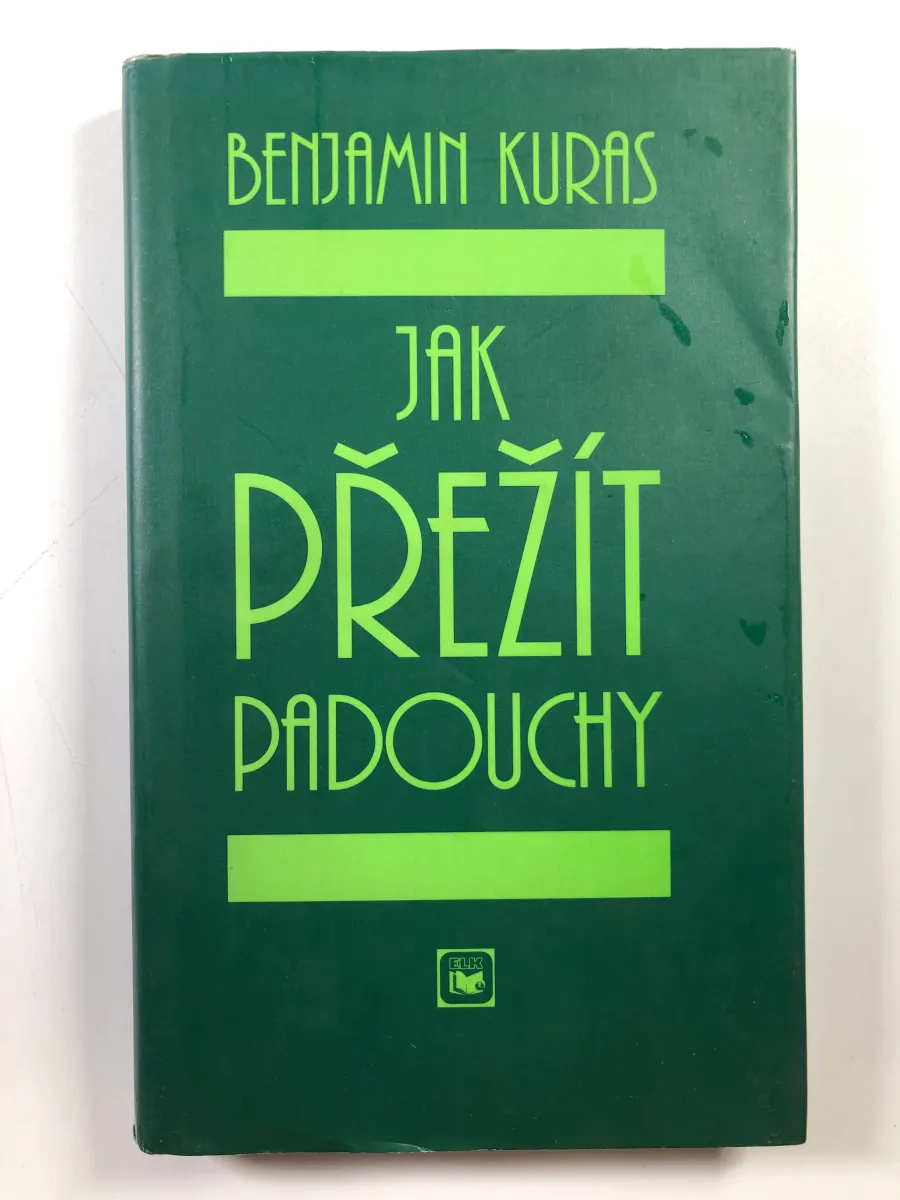 BENJAMIN KURAS
JAK
PŘEŽÍT
PADOUCHY
ELK